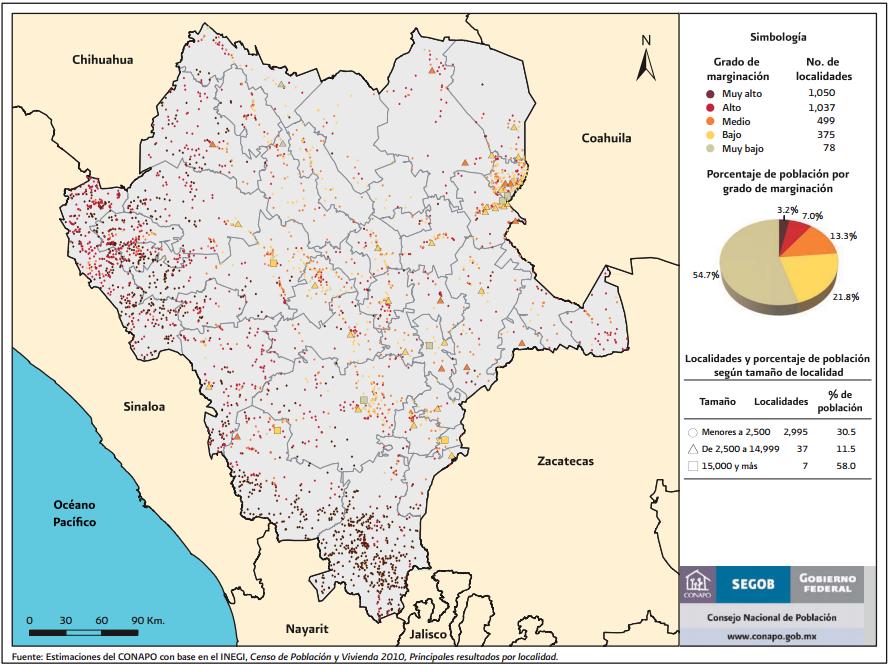 Chihuahua
N
Coahuila
Sinaloa
Zacatecas
Océano
Pacífico
0 30 60 90 Km.
Nayarit
Jalisco
Simbología
Grado de marginación No. de localidades
Muy alto 1,050
Alto 1,037
Medio 499
Bajo 375
Muy bajo 78
Porcentaje de población por
grado de marginación
3.2% 7.0%
13.3%
54.7%
21.8%
Localidades y porcentaje de población
según tamaño de localidad
Tamaño Localidades % de población
Menores a 2,500 2,995 30.5
De 2,500 a 14,999 37 11.5
15,000 y más 7 58.0
CONAPO
SEGOB
GOBIERNO
FEDERAL
Consejo Nacional de Población
www.conapo.gob.mx
Fuente: Estimaciones del CONAPO con base en el INEGI, Censo de Población y Vivienda 2010, Principales resultados por localidad.